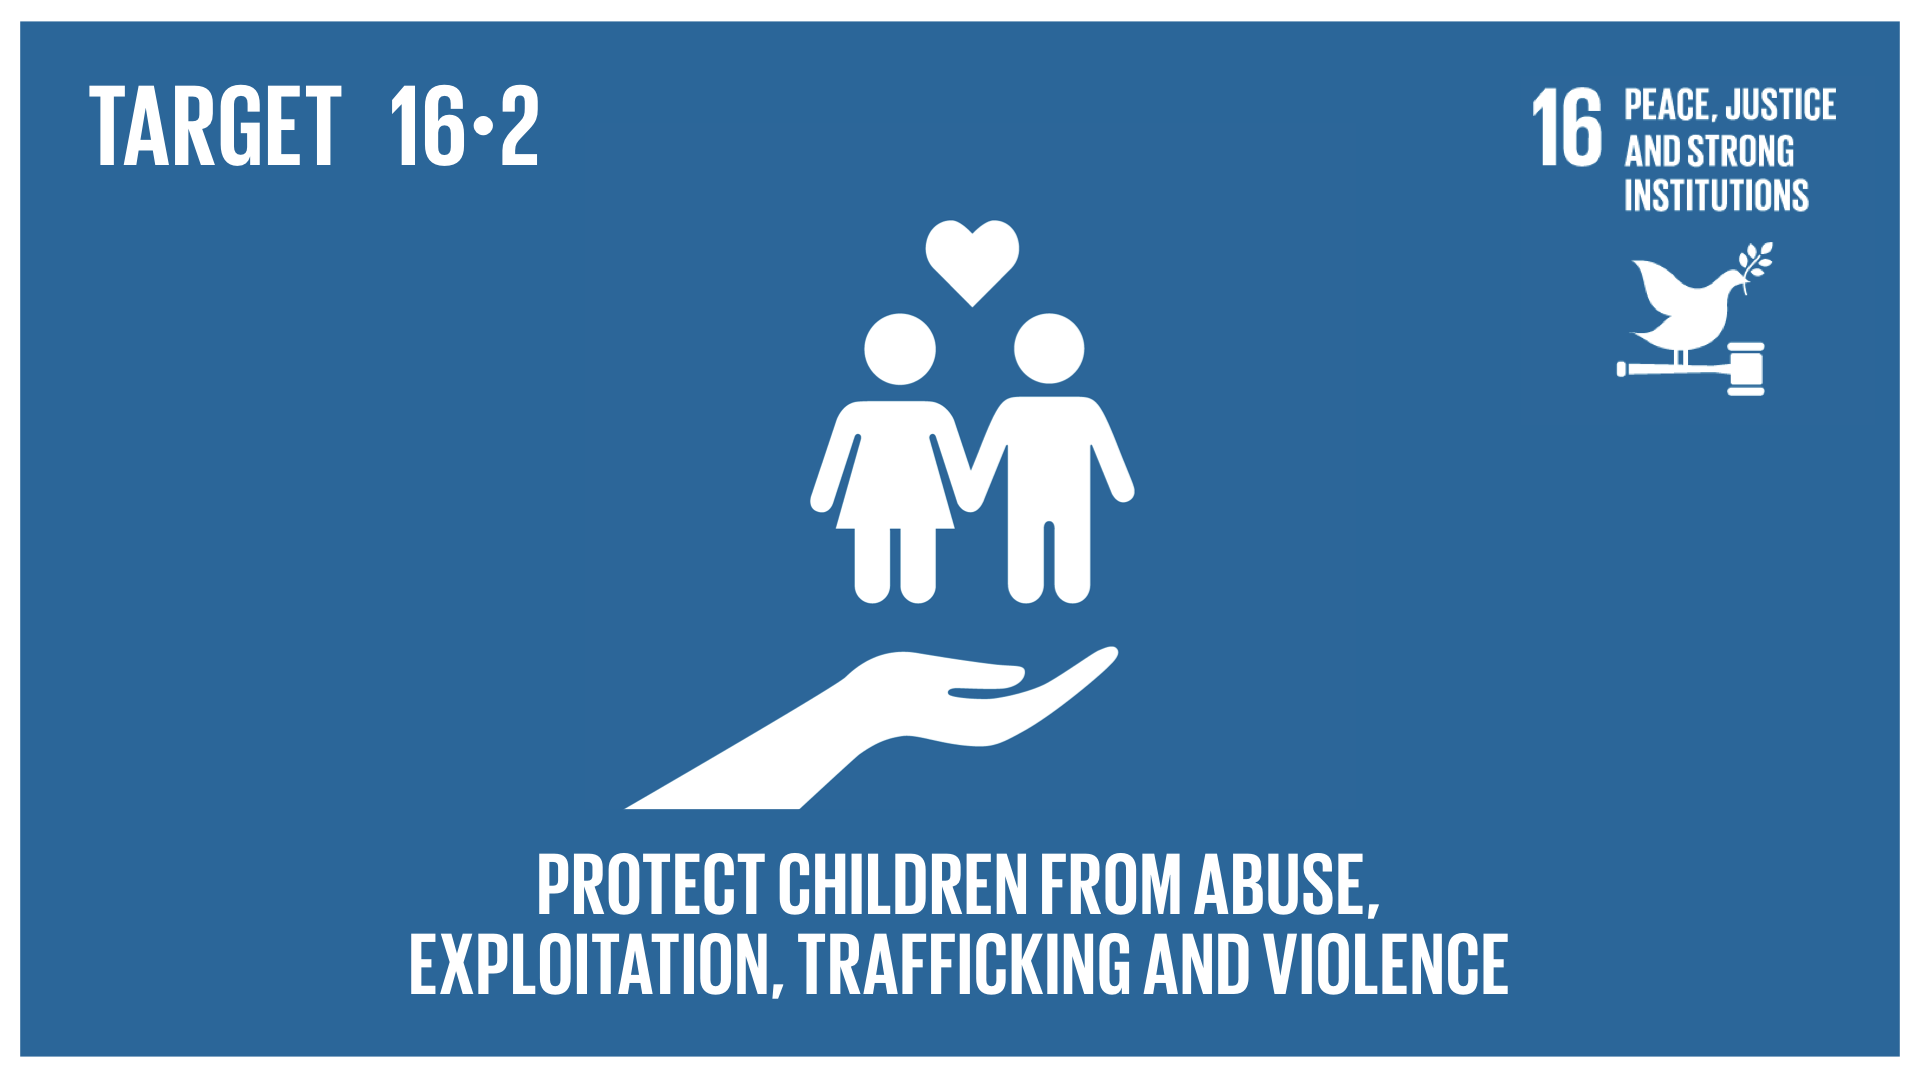 TARGET 16·2
16 PEACE, JUSTICE
AND STRONG
INSTITUTIONS
PROTECT CHILDREN FROM ABUSE,
EXPLOITATION, TRAFFICKING AND VIOLENCE